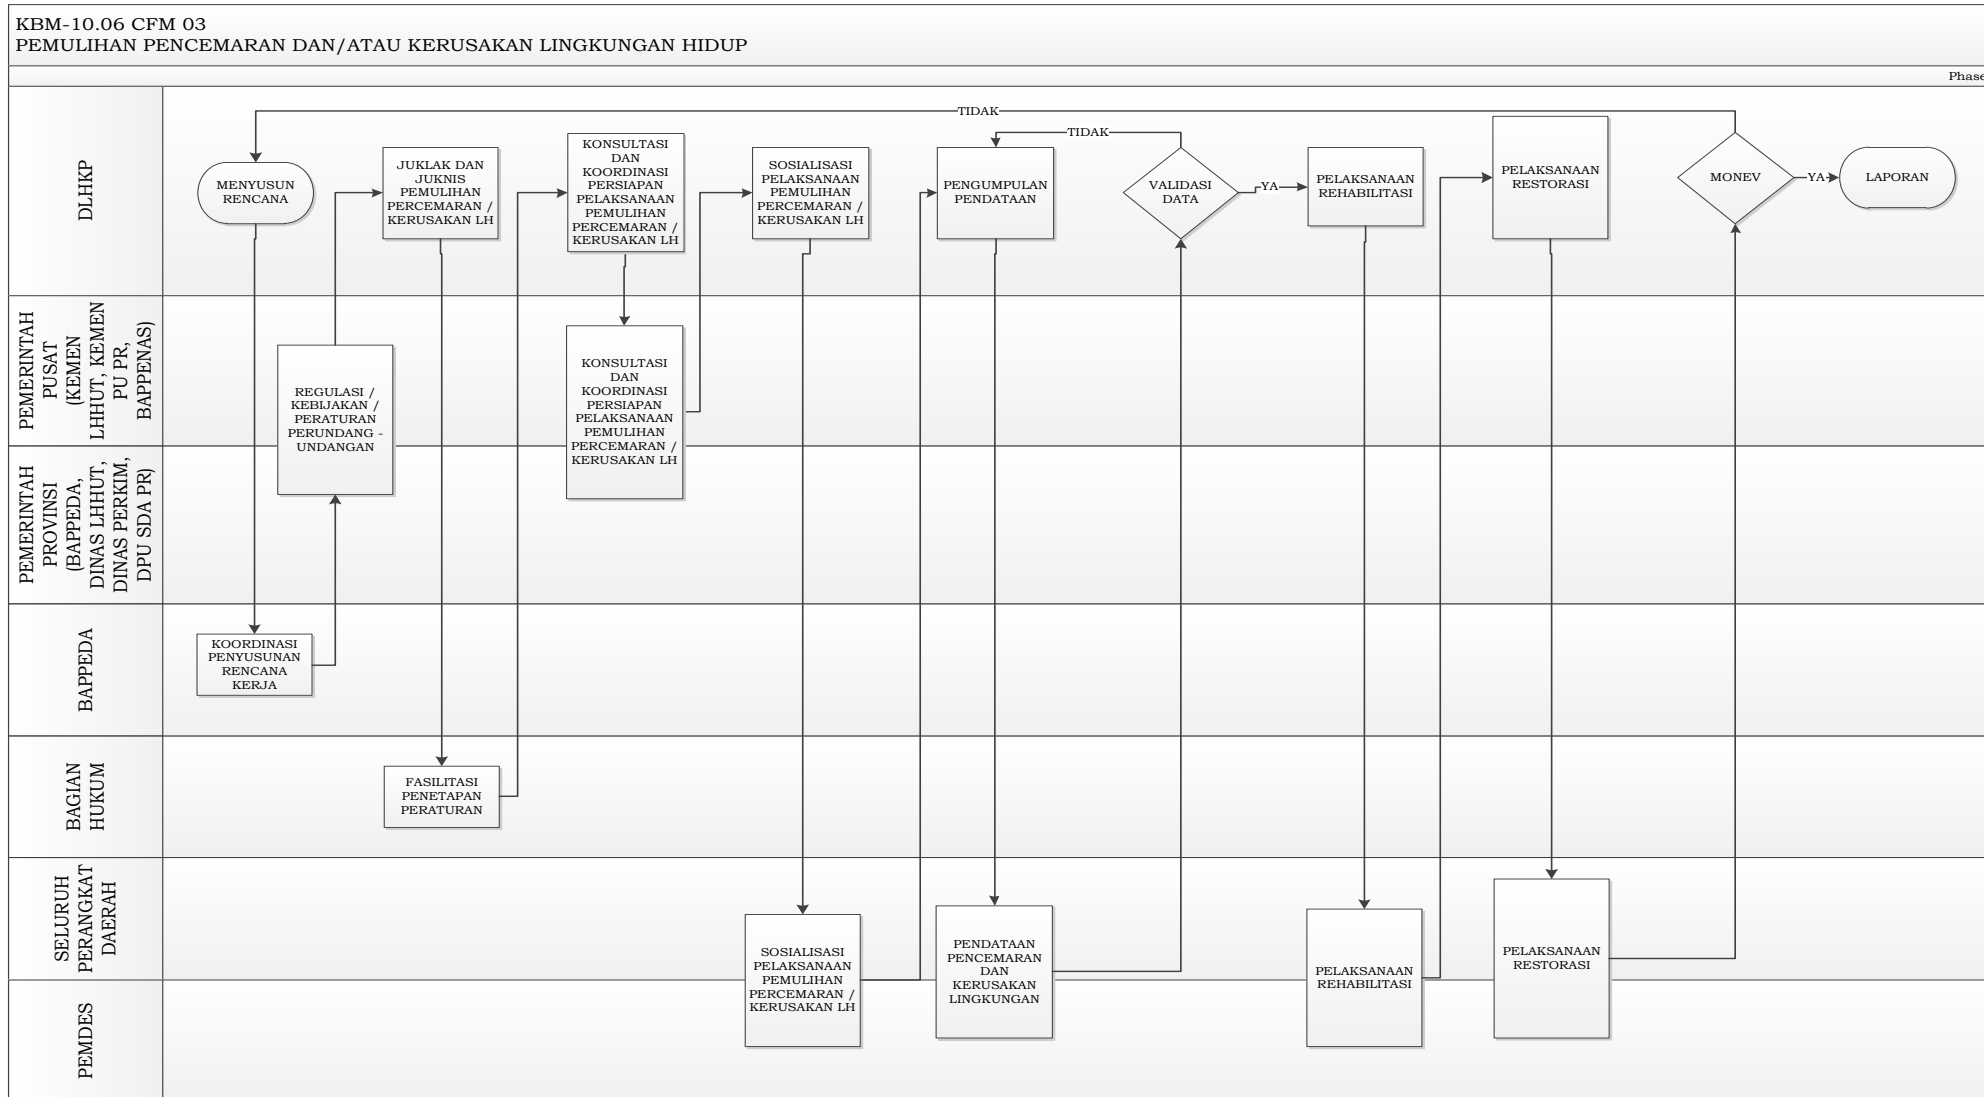 KBM-10.06 CFM 03
PEMULIHAN PENCEMARAN DAN/ATAU KERUSAKAN LINGKUNGAN HIDUP
Phase
DLHKP
TIDAK
TIDAK
MENYUSUN
RENCANA
JUKLAK DAN
JUKNIS
PEMULIHAN
PERCEMARAN /
KERUSAKAN LH
KONSULTASI
DAN
KOORDINASI
PERSIAPAN
PELAKSANAAN
PEMULIHAN
PERCEMARAN /
KERUSAKAN LH
SOSIALISASI
PELAKSANAAN
PEMULIHAN
PERCEMARAN /
KERUSAKAN LH
PENGUMPULAN
PENDATAAN
VALIDASI
DATA
YA
PELAKSANAAN
REHABILITASI
PELAKSANAAN
RESTORASI
MONEV
YA
LAPORAN
PEMERINTAH
PUSAT
(KEMEN
LHHUT, KEMEN
PU PR,
BAPPENAS)
REGULASI /
KEBIJAKAN /
PERATURAN
PERUNDANG -
UNDANGAN
KONSULTASI
DAN
KOORDINASI
PERSIAPAN
PELAKSANAAN
PEMULIHAN
PERCEMARAN /
KERUSAKAN LH
PEMERINTAH
PROVINSI
(BAPPEDA,
DINAS LHHUT,
DINAS PERKIM,
DPU SDA PR)
BAPPEDA
KOORDINASI
PENYUSUNAN
RENCANA
KERJA
BAGIAN
HUKUM
FASILITASI
PENETAPAN
PERATURAN
SELURUH
PERANGKAT
DAERAH
SOSIALISASI
PELAKSANAAN
PEMULIHAN
PERCEMARAN /
KERUSAKAN LH
PENDATAAN
PENCEMARAN
DAN
KERUSAKAN
LINGKUNGAN
PELAKSANAAN
REHABILITASI
PELAKSANAAN
RESTORASI
PEMDES